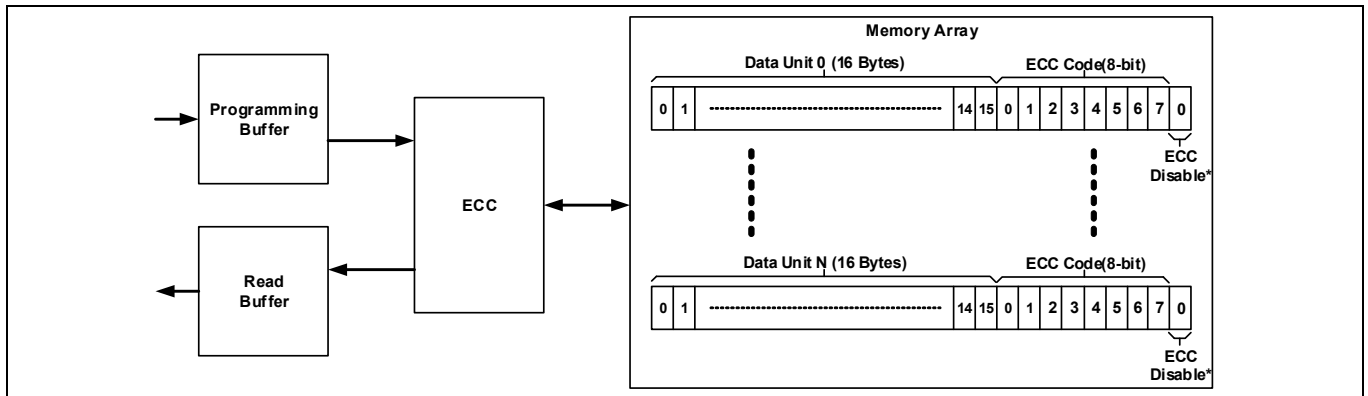 Memory Array
Data Unit 0 (16 Bytes) ECC Code(8-bit)
0 1 14 15 0 1 2 3 4 5 6 7 0
ECC
Disable*
Programming
Buffer
ECC
Read
Buffer
Data Unit N (16 Bytes) ECC Code(8-bit)
0 1 14 15 0 1 2 3 4 5 6 7 0
ECC
Disable*